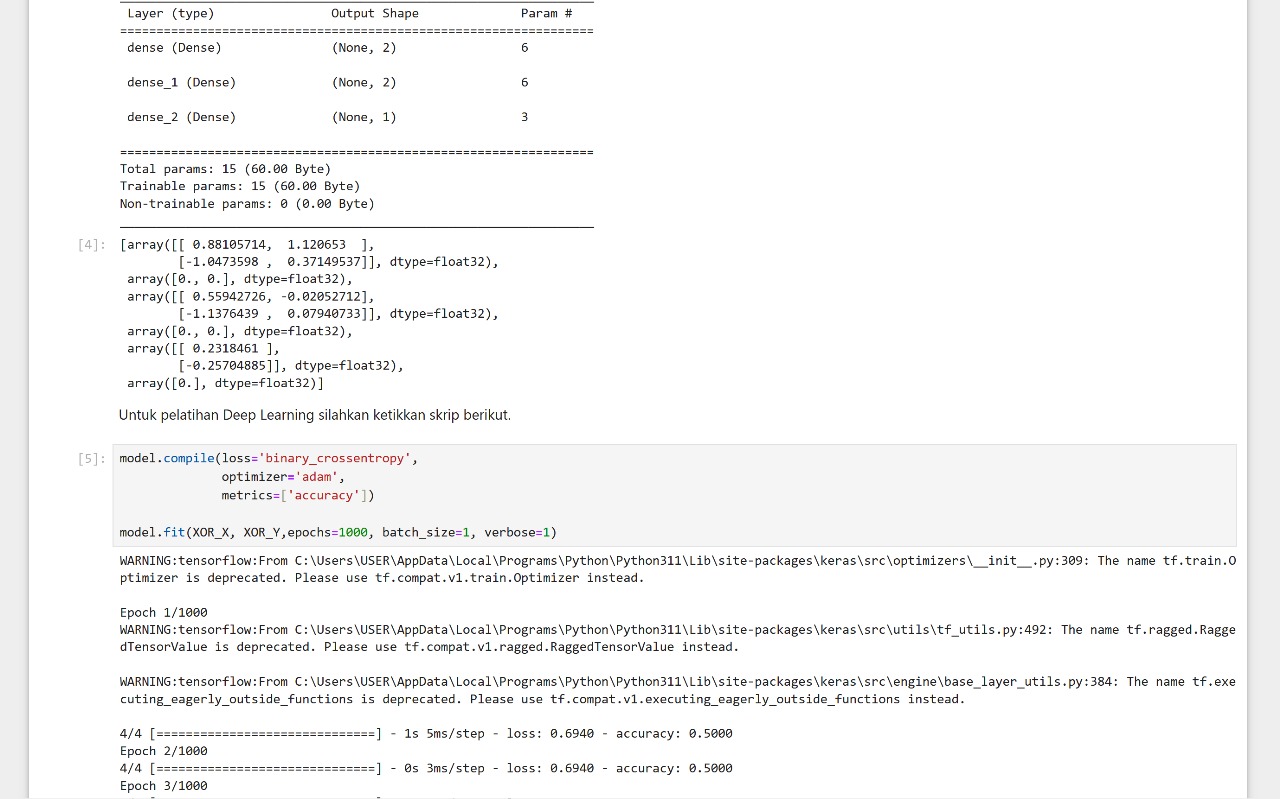 Layer (type)                Output Shape              Param #
=================================================================
dense (Dense)               (None, 2)                 6
dense_1 (Dense)             (None, 2)                 6
dense_2 (Dense)             (None, 1)                 3
=================================================================
Total params: 15 (60.00 Byte)
Trainable params: 15 (60.00 Byte)
Non-trainable params: 0 (0.00 Byte)
_________________________________________________________________
[4]: [array([[ 0.88105714,  1.120653  ],
        [-1.0473598 ,  0.37149537]], dtype=float32),
 array([0., 0.], dtype=float32),
 array([[ 0.55942726, -0.02052712],
        [-1.1376439 ,  0.07940733]], dtype=float32),
 array([0., 0.], dtype=float32),
 array([[ 0.2318461 ],
        [-0.25704885]], dtype=float32),
 array([0.], dtype=float32)]
Untuk pelatihan Deep Learning silahkan ketikkan skrip berikut.
[5]: model.compile(loss='binary_crossentropy',
              optimizer='adam',
              metrics=['accuracy'])
model.fit(XOR_X, XOR_Y,epochs=1000, batch_size=1, verbose=1)
WARNING:tensorflow:From C:\Users\USER\AppData\Local\Programs\Python\Python311\Lib\site-packages\keras\src\optimizers\__init__.py:309: The name tf.train.O
ptimizer is deprecated. Please use tf.compat.v1.train.Optimizer instead.
Epoch 1/1000
WARNING:tensorflow:From C:\Users\USER\AppData\Local\Programs\Python\Python311\Lib\site-packages\keras\src\utils\tf_utils.py:492: The name tf.ragged.Ragge
dTensorValue is deprecated. Please use tf.compat.v1.ragged.RaggedTensorValue instead.
WARNING:tensorflow:From C:\Users\USER\AppData\Local\Programs\Python\Python311\Lib\site-packages\keras\src\engine\base_layer_utils.py:384: The name tf.exe
cuting_eagerly_outside_functions is deprecated. Please use tf.compat.v1.executing_eagerly_outside_functions instead.
4/4 [==============================] - 1s 5ms/step - loss: 0.6940 - accuracy: 0.5000
Epoch 2/1000
4/4 [==============================] - 0s 3ms/step - loss: 0.6940 - accuracy: 0.5000
Epoch 3/1000